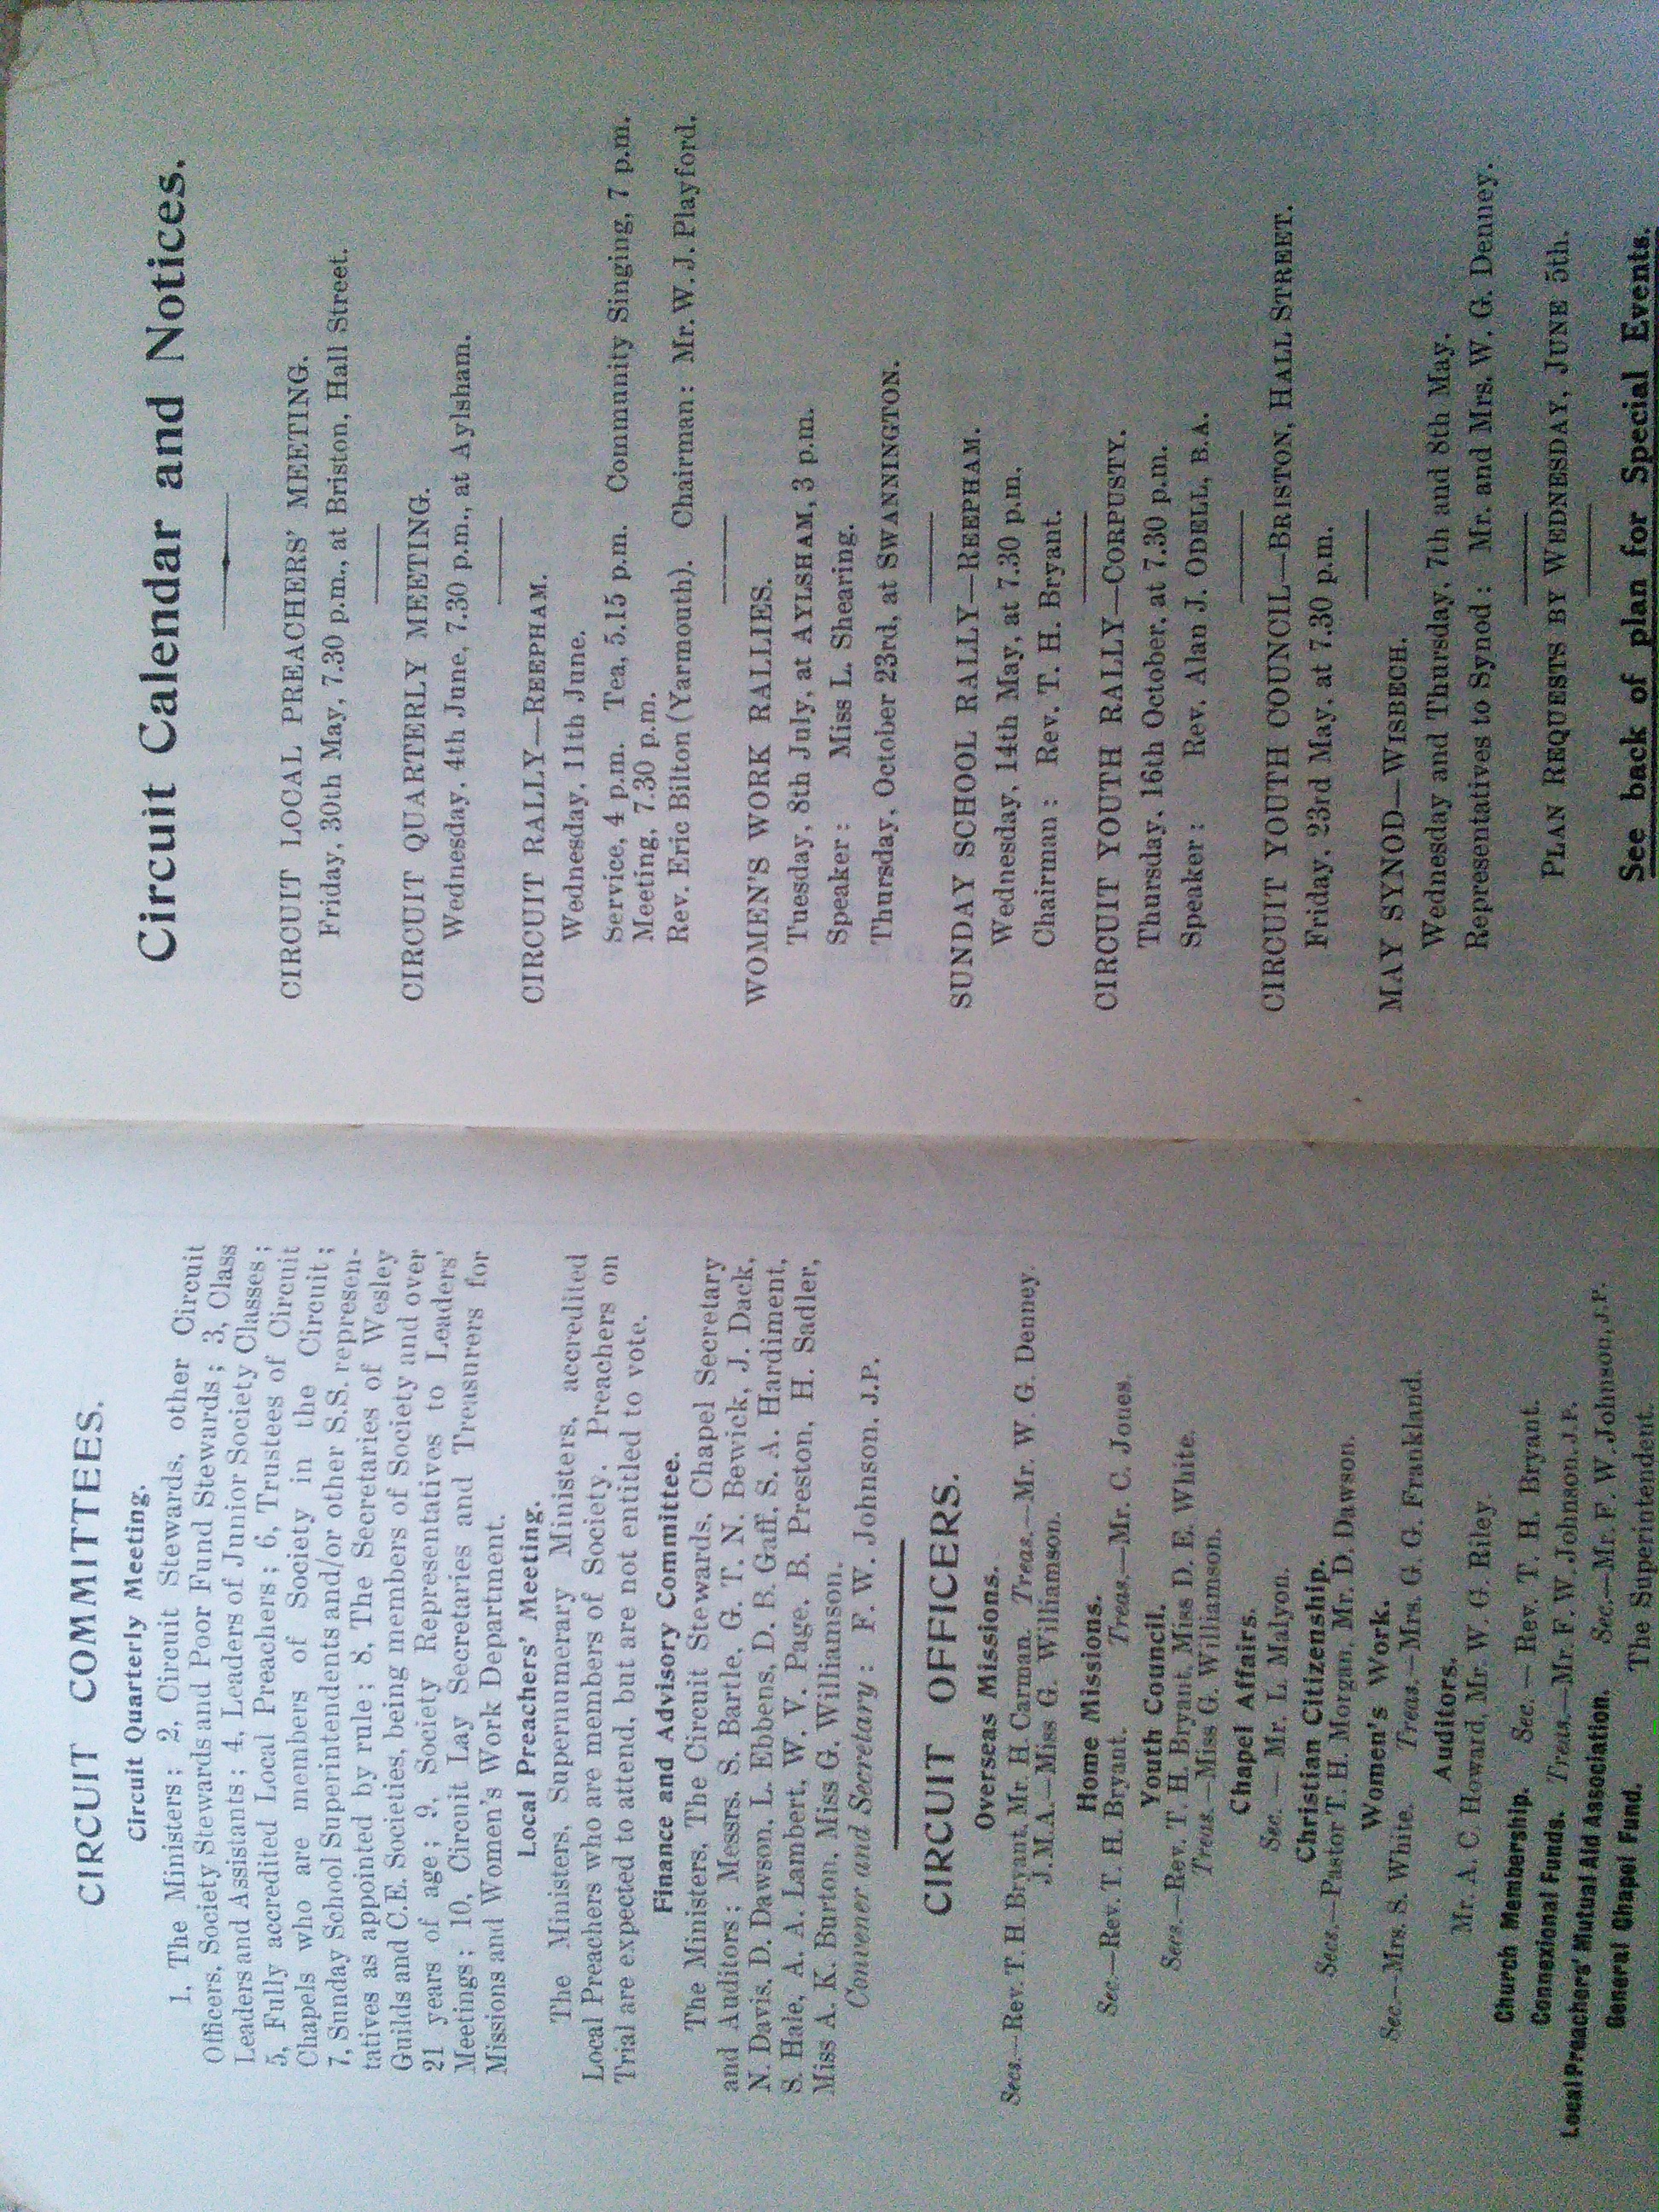 CIRCUIT COMMITTEES.
Circuit Quarterly Meeting.
1, The Ministers; 2, Circuit Stewards, other Circuit
Officers, Society Stewards and Poor Fund Stewards; 3, Class
Leaders and Assistants; 4, Leaders of Junior Society Classes;
5, Fully accredited Local Preachers; 6, Trustees of Circuit
Chapels who are members of Society in the Circuit;
7, Sunday School Superintendents and/or other S.S. represen-
tatives as appointed by rule; 8, The Secretaries of Wesley
Guilds and C.E. Societies, being members of Society and over
21 years of age; 9, Society Representatives to Leaders'
Meetings; 10, Circuit Lay Secretaries and Treasurers for
Missions and Women's Work Department.
Local Preachers' Meeting.
The Ministers, Supernumerary Ministers, accredited
Local Preachers who are members of Society. Preachers on
Trial are expected to attend, but are not entitled to vote.
Finance and Advisory Committee.
The Ministers, The Circuit Stewards, Chapel Secretary
and Auditors; Messrs. S. Bartle, G. T. N. Bewick, J. Dack,
N. Davis, D. Dawson, L. Ebbens, D. B. Gaff, S. A. Hardiment,
S. Hale, A. A. Lambert, W. V. Page, B. Preston, H. Sadler,
Miss A. K. Burton, Miss G. Williamson.
Convener and Secretary: F. W. Johnson, J.P.
CIRCUIT OFFICERS.
Overseas Missions.
Secs.—Rev. T. H. Bryant, Mr. H. Carman. Treas.—Mr. W. G. Denney.
J.M.A.—Miss G. Williamson.
Home Missions.
Sec.—Rev. T. H. Bryant. Treas.—Mr. C. Jones.
Youth Council.
Secs.—Rev. T. H. Bryant, Miss D. E. White.
Treas.—Miss G. Williamson.
Chapel Affairs.
Sec.—Mr. L. Malyon.
Christian Citizenship.
Secs.—Pastor T. H. Morgan, Mr. D. Dawson.
Women's Work.
Sec.—Mrs. S. White. Treas.—Mrs. G. G. Frankland.
Auditors.
Mr. A. C. Howard, Mr. W. G. Riley.
Church Membership. Sec.—Rev. T. H. Bryant.
Connexional Funds. Treas.—Mr. F. W. Johnson, J.P.
Local Preachers' Mutual Aid Association. Sec.—Mr. F. W. Johnson, J.P.
General Chapel Fund. The Superintendent.
Circuit Calendar and Notices.
CIRCUIT LOCAL PREACHERS' MEETING.
Friday, 30th May, 7.30 p.m., at Briston, Hall Street.
CIRCUIT QUARTERLY MEETING.
Wednesday, 4th June, 7.30 p.m., at Aylsham.
CIRCUIT RALLY—REEPHAM.
Wednesday, 11th June.
Service, 4 p.m. Tea, 5.15 p.m. Community Singing, 7 p.m.
Meeting, 7.30 p.m.
Rev. Eric Bilton (Yarmouth). Chairman: Mr. W. J. Playford.
WOMEN'S WORK RALLIES.
Tuesday, 8th July, at AYLSHAM, 3 p.m.
Speaker: Miss L. Shearing.
Thursday, October 23rd, at SWANNINGTON.
SUNDAY SCHOOL RALLY—REEPHAM.
Wednesday, 14th May, at 7.30 p.m.
Chairman: Rev. T. H. Bryant.
CIRCUIT YOUTH RALLY—CORPUSTY.
Thursday, 16th October, at 7.30 p.m.
Speaker: Rev. Alan J. ODELL, B.A.
CIRCUIT YOUTH COUNCIL—BRISTON, HALL STREET.
Friday, 23rd May, at 7.30 p.m.
MAY SYNOD—WISBECH.
Wednesday and Thursday, 7th and 8th May.
Representatives to Synod: Mr. and Mrs. W. G. Denney.
PLAN REQUESTS BY WEDNESDAY, JUNE 5th.
See back of plan for Special Events.